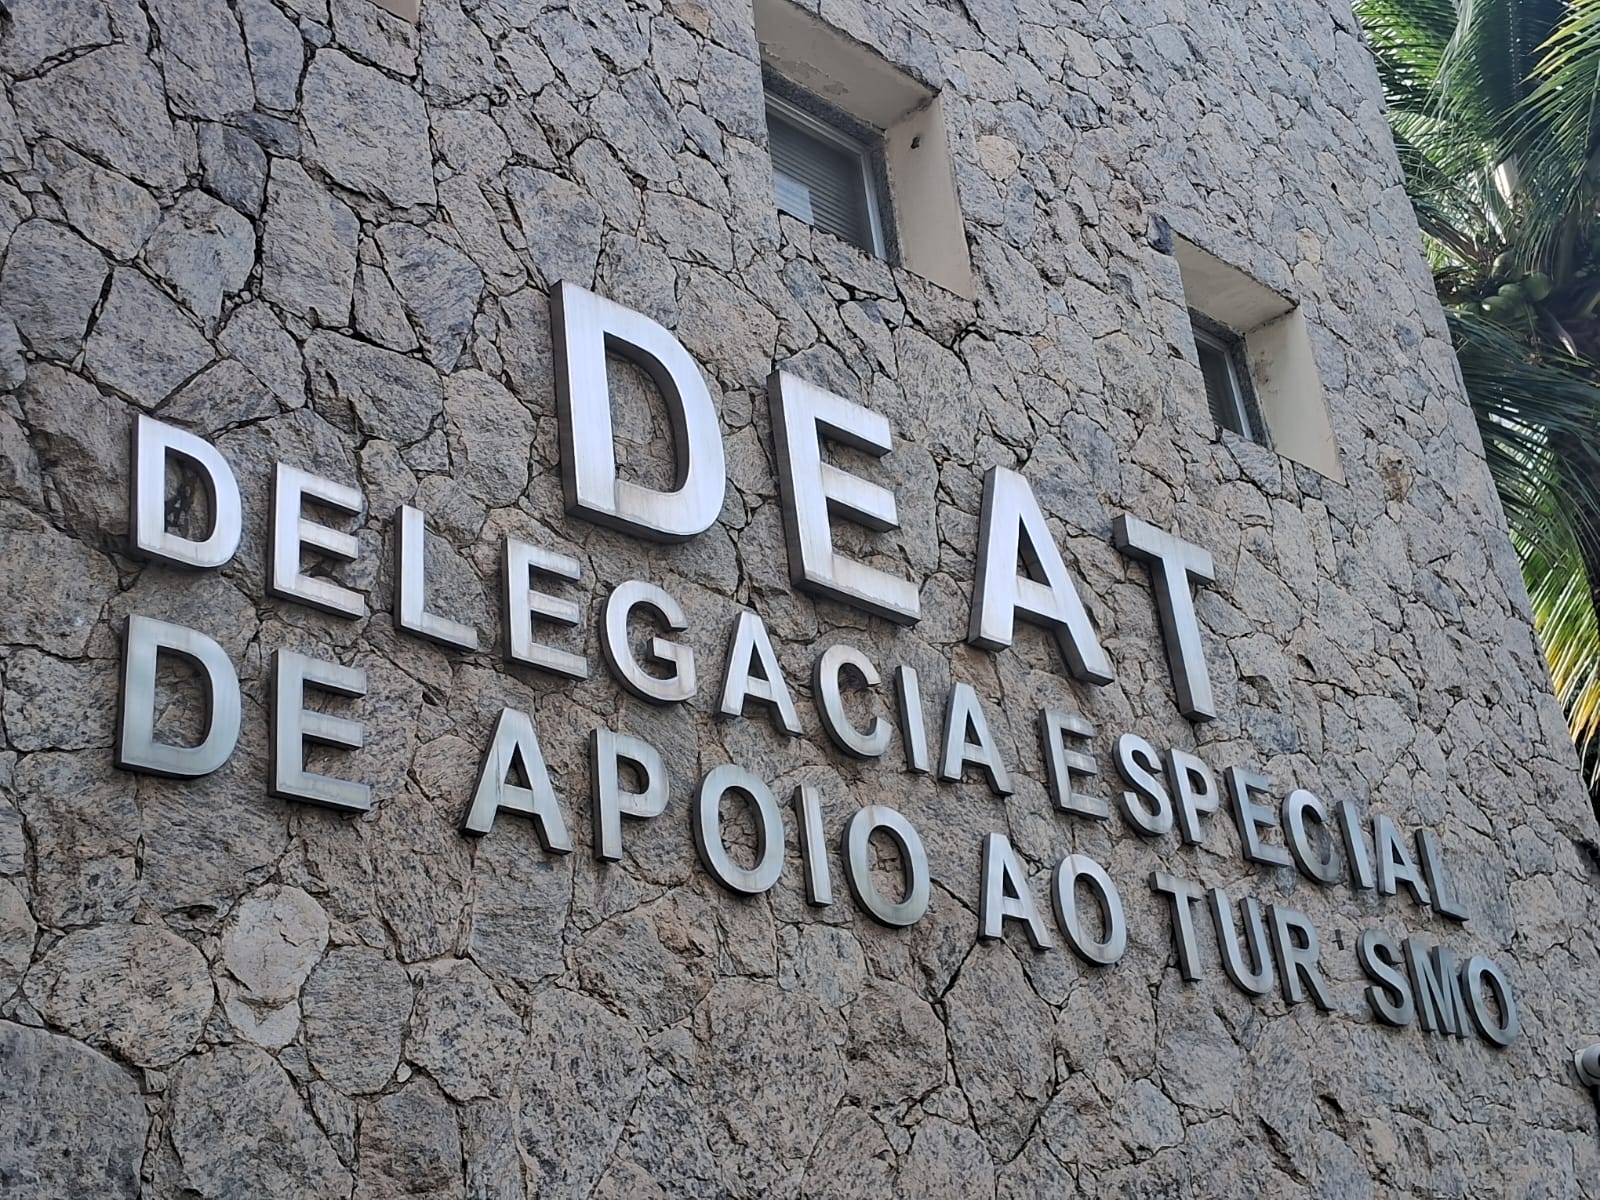 DEAT
DELEGACIA ESPECIAL
DE APOIO AO TUR SMO